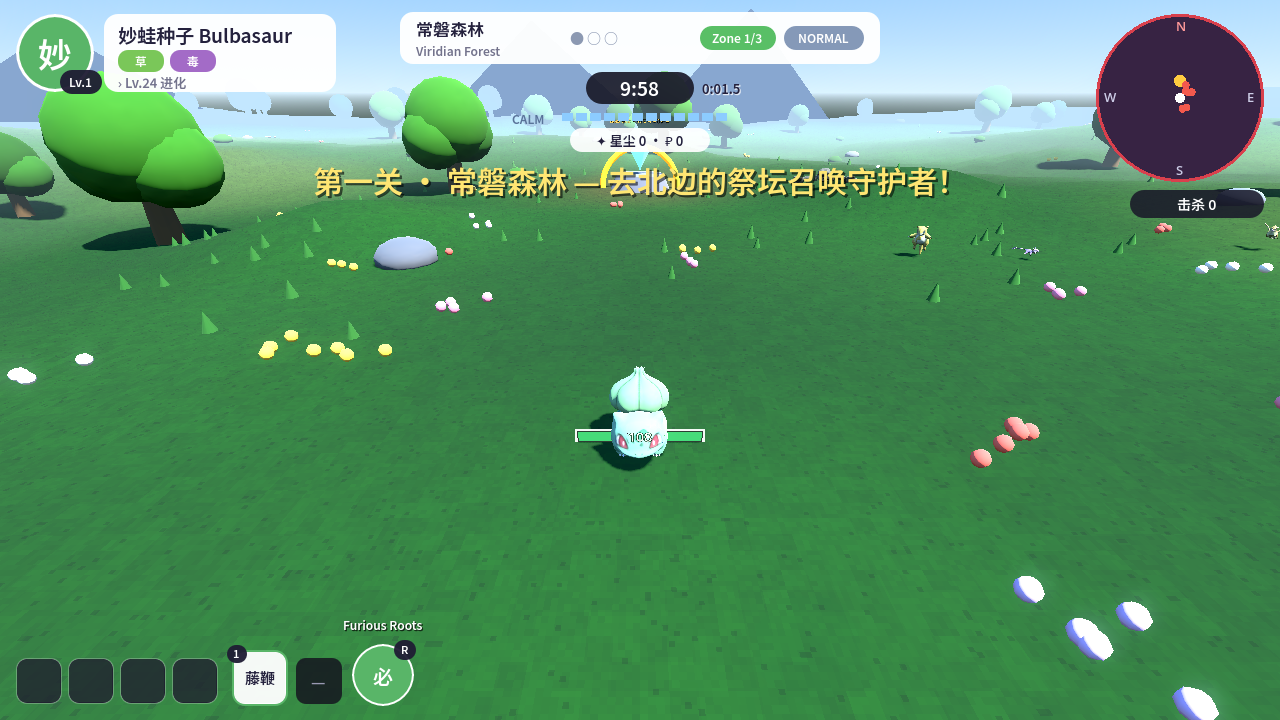 妙
Lv.1
妙蛙种子 Bulbasaur
草
毒
› Lv.24 进化
常磐森林
Viridian Forest
Zone 1/3
NORMAL
9:58
0:01.5
CALM
✦ 星尘 0 • ₽ 0
第一关 • 常磐森林 — 去北边的祭坛召唤守护者!
N
W
E
S
击杀 0
100
Furious Roots
1
藤鞭
—
必
R